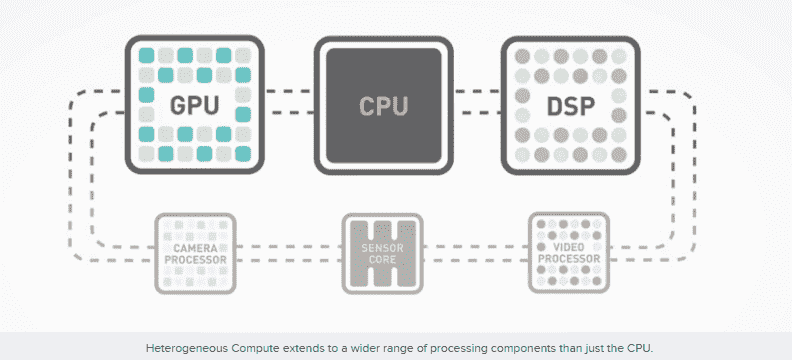 GPU
CPU
DSP
CAMERA
PROCESSOR
SENSOR
CORE
VIDEO
PROCESSOR
Heterogeneous Compute extends to a wider range of processing components than just the CPU.